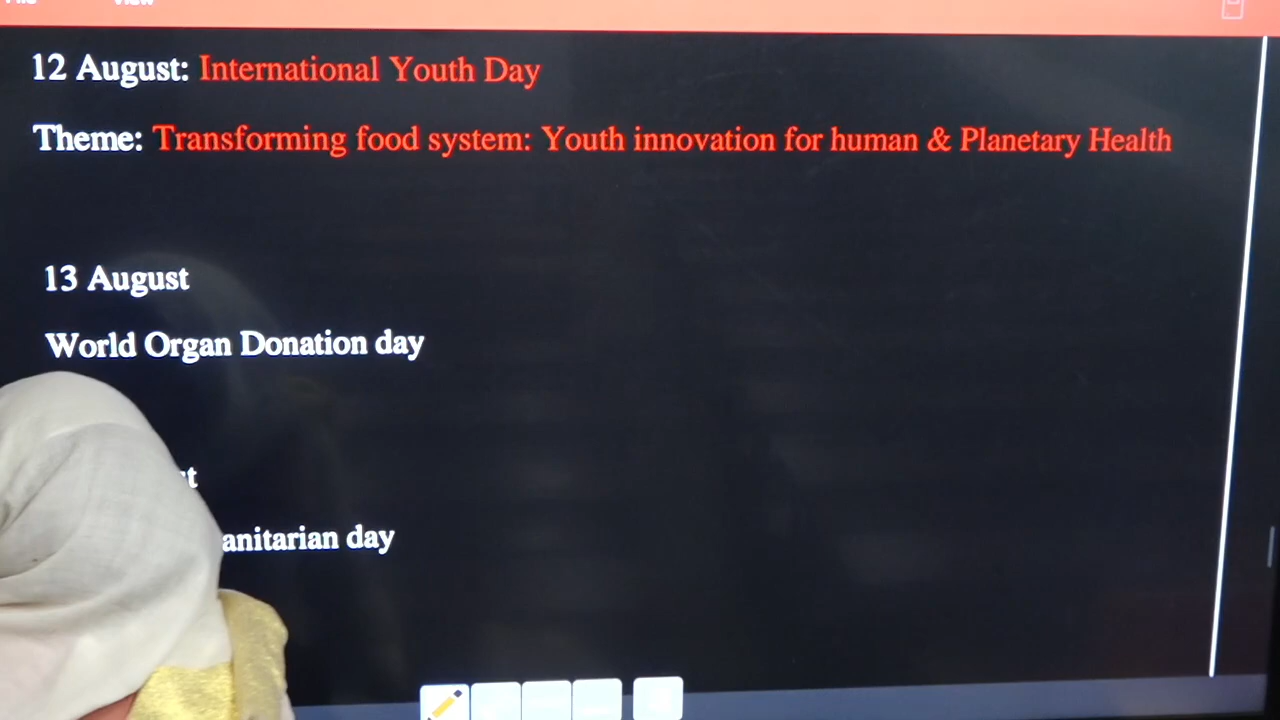 View
12 August: International Youth Day
Theme: Transforming food system: Youth innovation for human & Planetary Health
13 August
World Organ Donation day
day